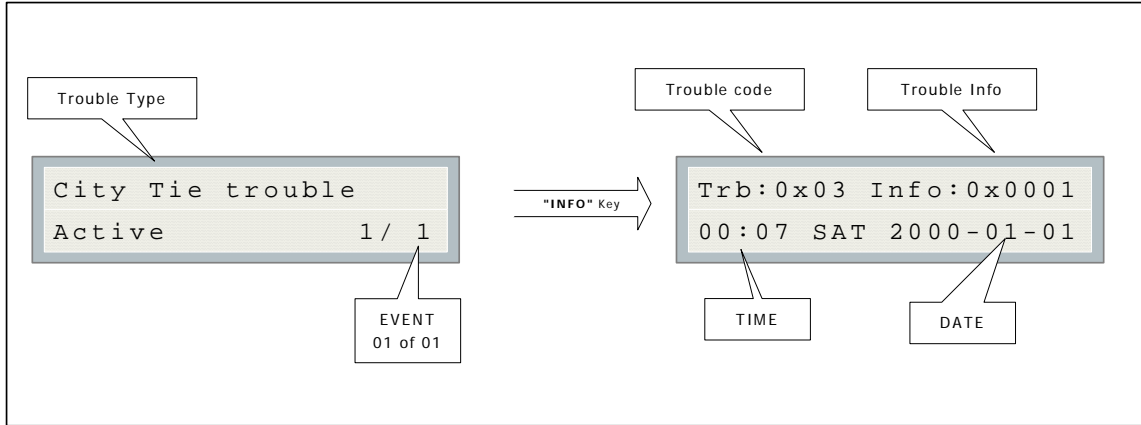 Trouble Type
City Tie trouble
Active 1/ 1
EVENT
01 of 01
"INFO" Key
Trouble code
Trouble Info
Trb:0x03 Info:0x0001
00:07 SAT 2000-01-01
TIME
DATE